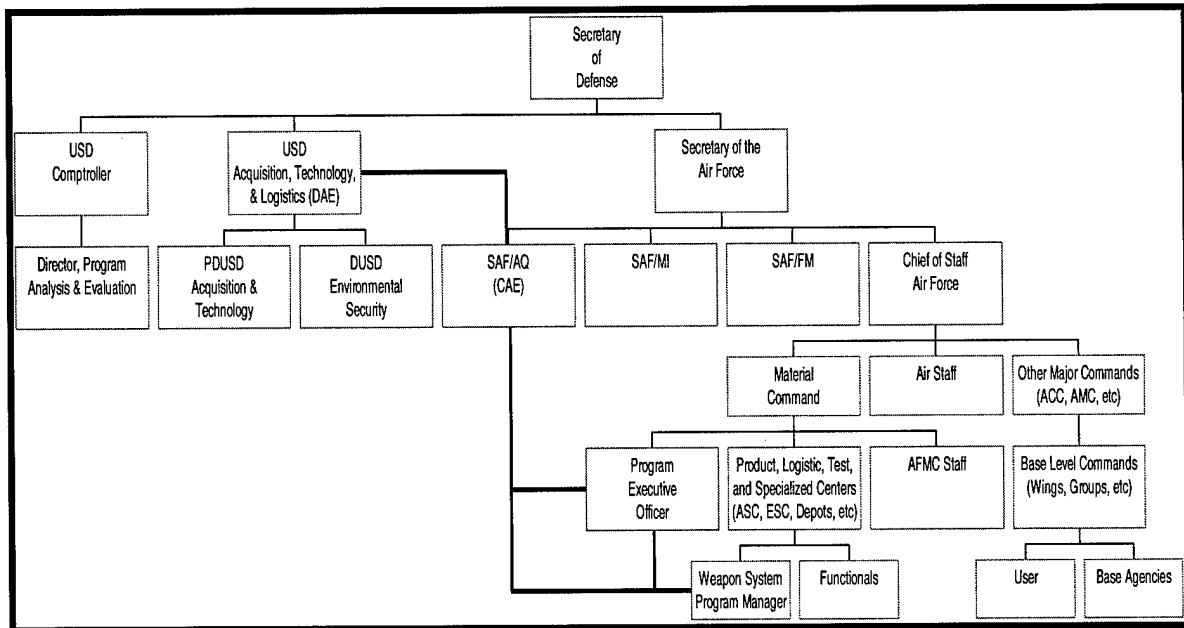 Secretary
of
Defense
USD
Comptroller
USD
Acquisition, Technology,
& Logistics (DAE)
Secretary of the
Air Force
Director, Program
Analysis & Evaluation
PDUSD
Acquisition &
Technology
DUSD
Environmental
Security
SAF/AQ
(CAE)
SAF/MI
SAF/FM
Chief of Staff
Air Force
Material
Command
Air Staff
Other Major Commands
(ACC, AMC, etc)
Program
Executive
Officer
Product, Logistic, Test,
and Specialized Centers
(ASC, ESC, Depots, etc)
AFMC Staff
Base Level Commands
(Wings, Groups, etc)
Weapon System
Program Manager
Functionals
User
Base Agencies